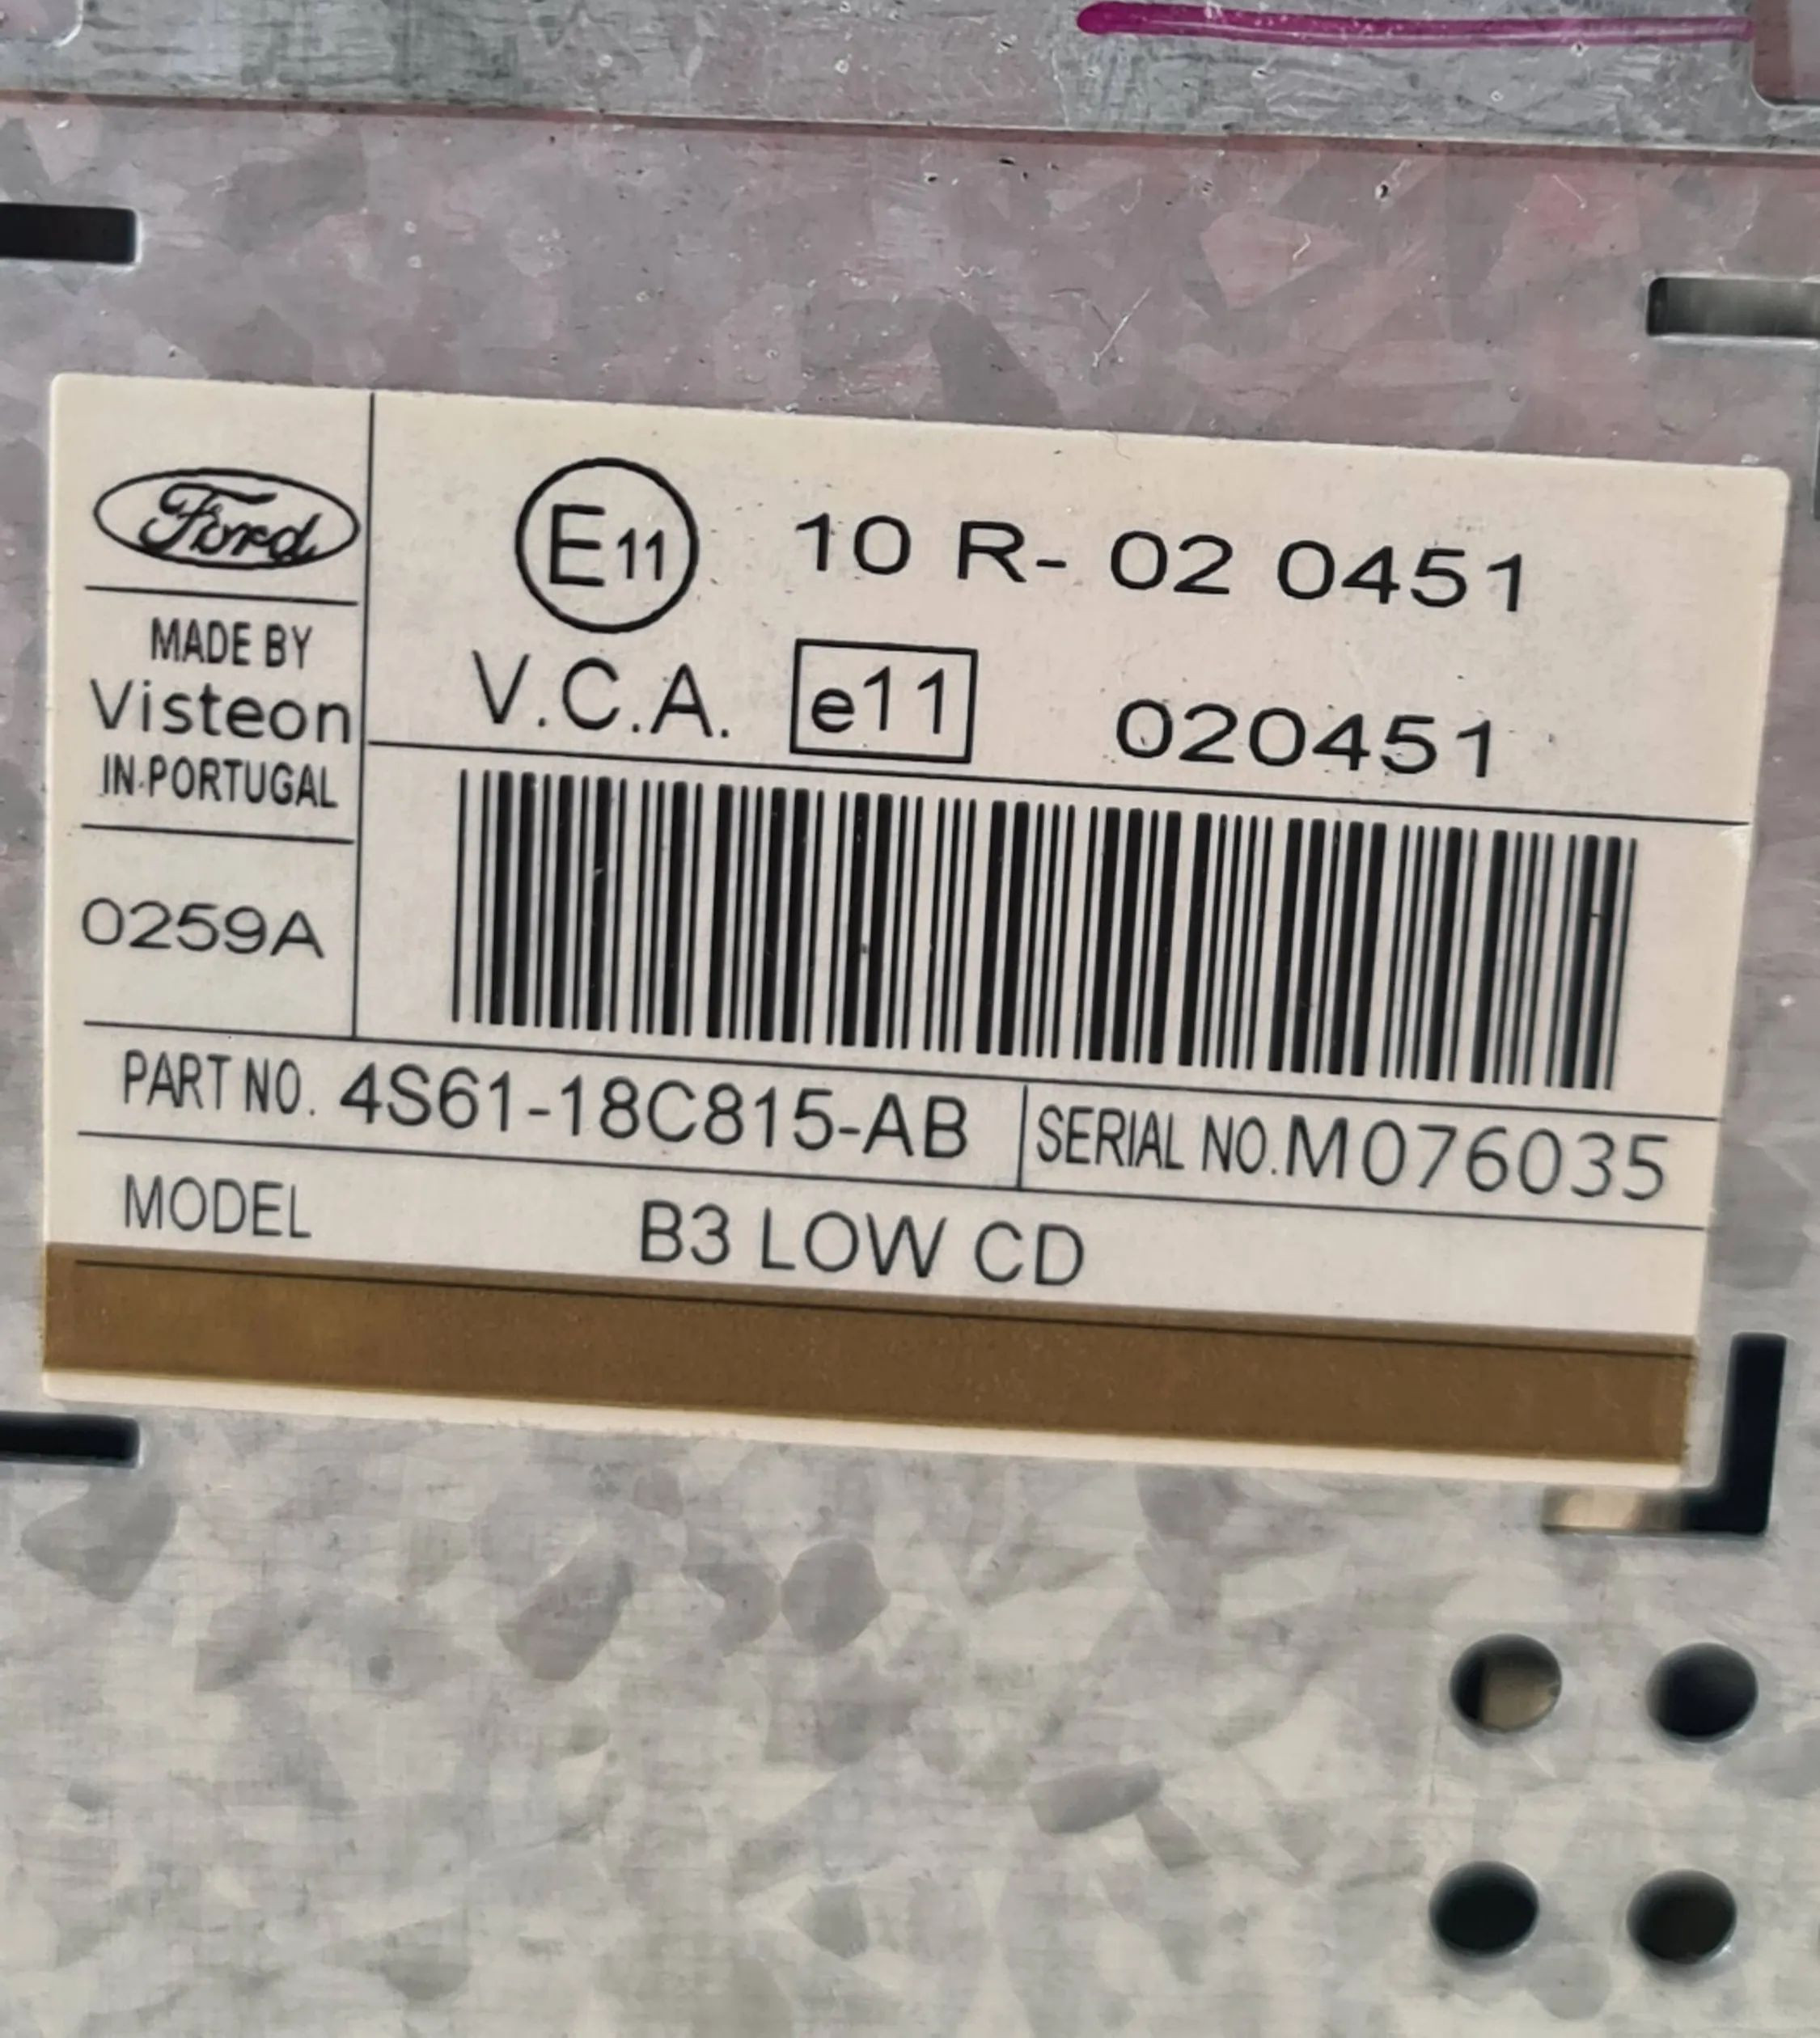 Ford
MADE BY
Visteon
IN PORTUGAL
0259A
E11 10 R- 02 0451
V.C.A. e11 020451
PART NO. 4S61-18C815-AB SERIAL NO. M076035
MODEL B3 LOW CD